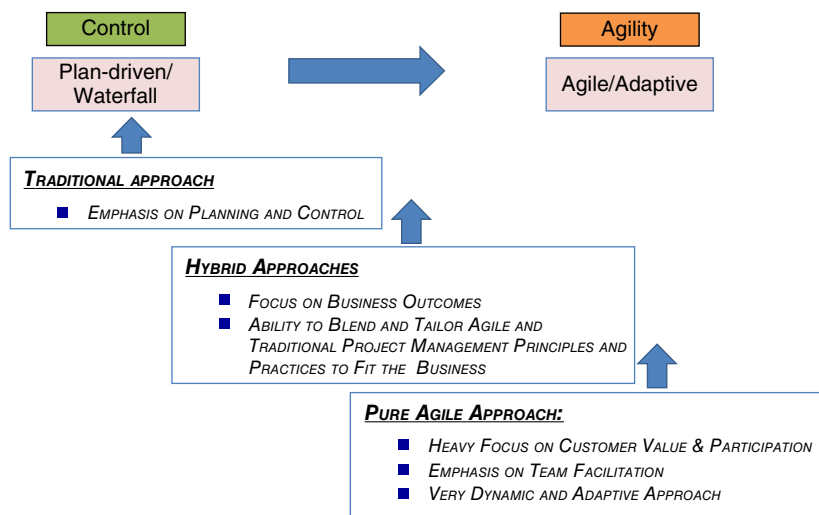 Control
Agility
Plan-driven/
Waterfall
Agile/Adaptive
TRADITIONAL APPROACH
EMPHASIS ON PLANNING AND CONTROL
HYBRID APPROACHES
FOCUS ON BUSINESS OUTCOMES
ABILITY TO BLEND AND TAILOR AGILE AND
TRADITIONAL PROJECT MANAGEMENT PRINCIPLES AND
PRACTICES TO FIT THE BUSINESS
PURE AGILE APPROACH:
HEAVY FOCUS ON CUSTOMER VALUE & PARTICIPATION
EMPHASIS ON TEAM FACILITATION
VERY DYNAMIC AND ADAPTIVE APPROACH